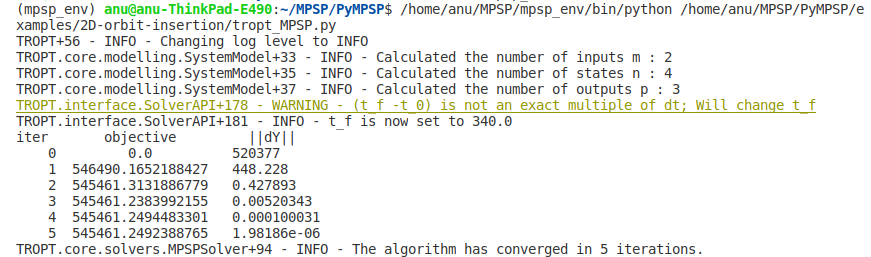 (mpsp_env) anu@anu-ThinkPad-E490:~/MPSP/PyMPSP$ /home/anu/MPSP/mpsp_env/bin/python /home/anu/MPSP/PyMPSP/e
xamples/2D-orbit-insertion/tropt_MPSP.py
TROPT+56 - INFO - Changing log level to INFO
TROPT.core.modelling.SystemModel+33 - INFO - Calculated the number of inputs m : 2
TROPT.core.modelling.SystemModel+35 - INFO - Calculated the number of states n : 4
TROPT.core.modelling.SystemModel+37 - INFO - Calculated the number of outputs p : 3
TROPT.interface.SolverAPI+178 - WARNING - (t_f -t_0) is not an exact multiple of dt; Will change t_f
TROPT.interface.SolverAPI+181 - INFO - t_f is now set to 340.0
iter       objective         ||dY||
    0         0.0          520377
    1  546490.1652188427   448.228
    2  545461.3131886779   0.427893
    3  545461.2383992155   0.00520343
    4  545461.2494483301   0.000100031
    5  545461.2492388765   1.98186e-06
TROPT.core.solvers.MPSPSolver+94 - INFO - The algorithm has converged in 5 iterations.